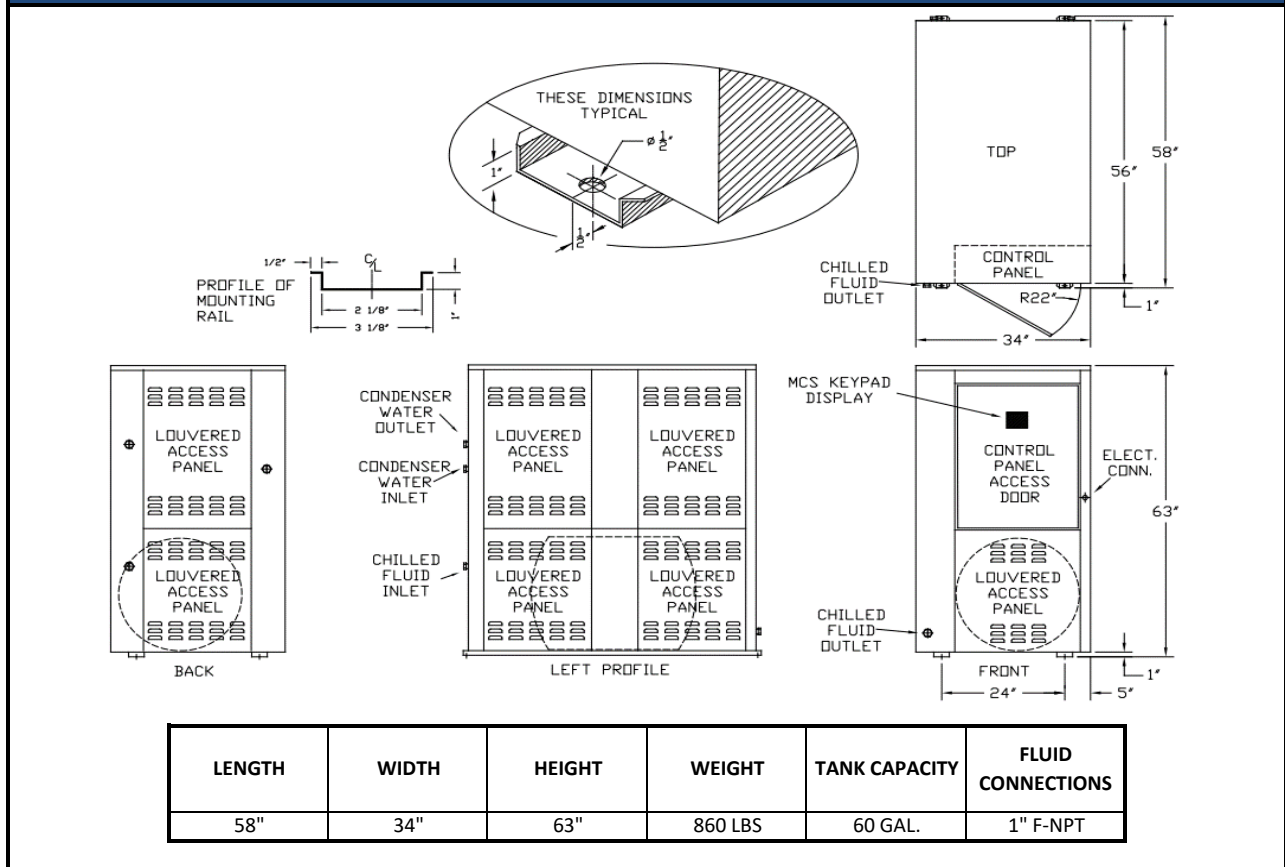 THESE DIMENSIONS
TYPICAL
ø 1/2"
1"
1/2"
TOP
56"
58"
CONTROL
PANEL
CHILLED
FLUID
OUTLET
R22"
1"
34"
1/2"
C/L
PROFILE OF
MOUNTING
RAIL
2 1/8"
3 1/8"
1"
LOUVERED
ACCESS
PANEL
LOUVERED
ACCESS
PANEL
BACK
CONDENSER
WATER
OUTLET
CONDENSER
WATER
INLET
CHILLED
FLUID
INLET
LOUVERED
ACCESS
PANEL
LOUVERED
ACCESS
PANEL
LOUVERED
ACCESS
PANEL
LOUVERED
ACCESS
PANEL
LEFT PROFILE
MCS KEYPAD
DISPLAY
CONTROL
PANEL
ACCESS
DOOR
ELECT.
CONN.
63"
LOUVERED
ACCESS
PANEL
CHILLED
FLUID
OUTLET
FRONT
1"
24"
5"
LENGTH WIDTH HEIGHT WEIGHT TANK CAPACITY FLUID CONNECTIONS
58" 34" 63" 860 LBS 60 GAL. 1" F-NPT